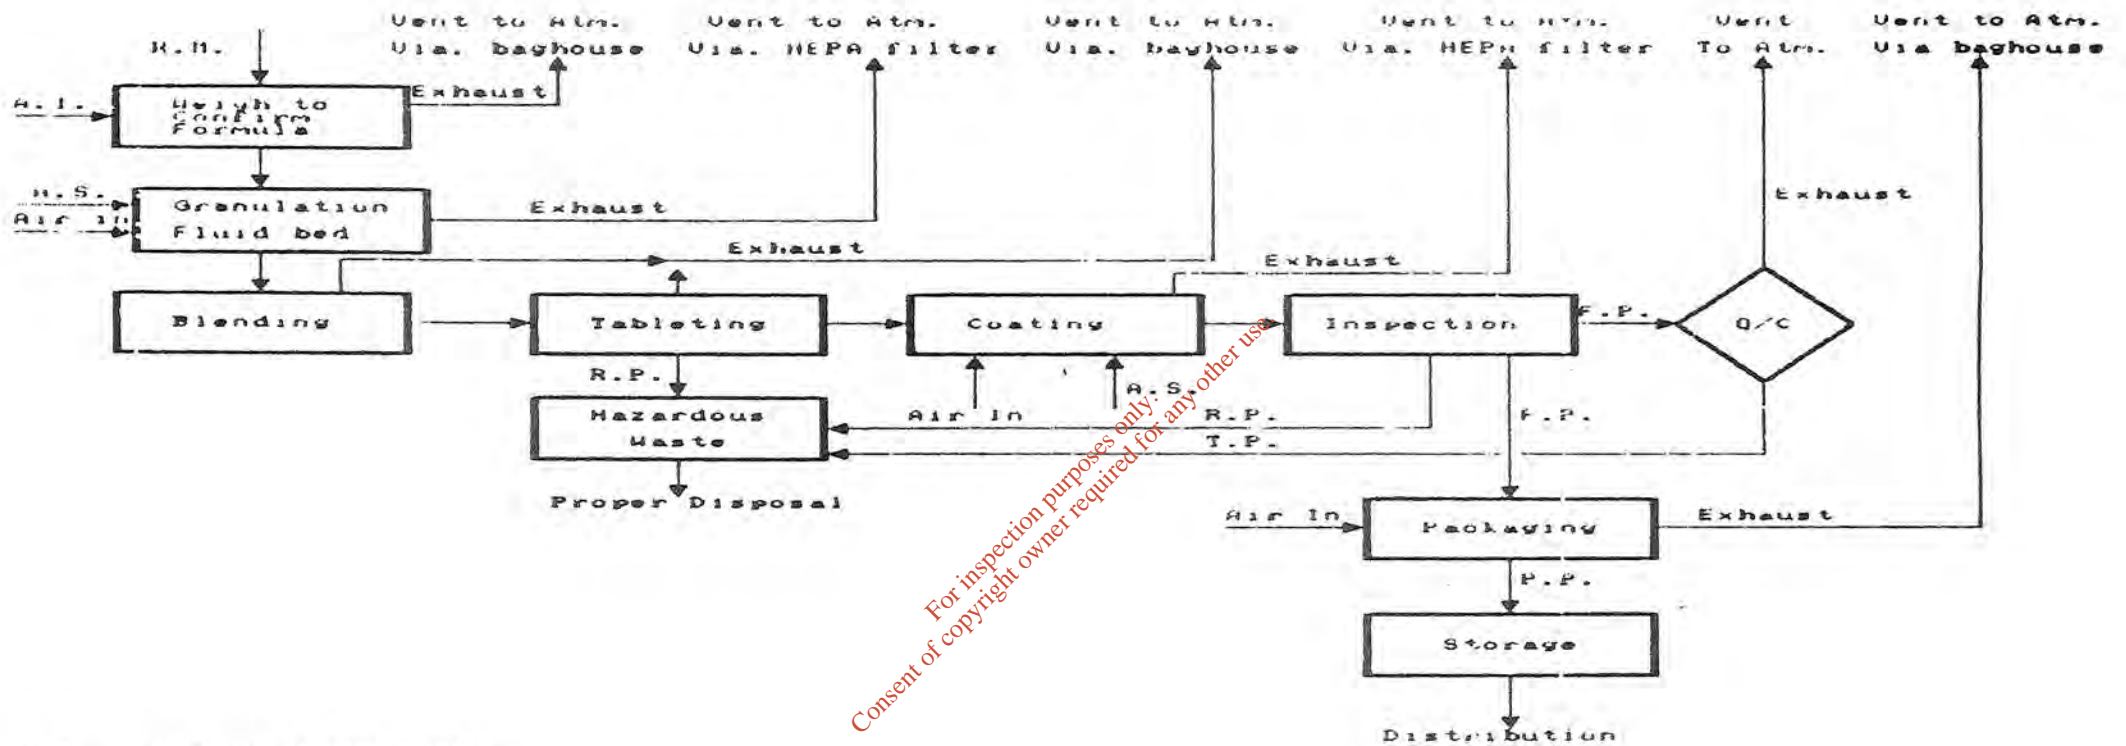 Vent to Atm.
Via. baghouse
Vent to Atm.
Via. HEPA filter
Vent to Atm.
Via. baghouse
Vent to Atm.
Via. HEPA filter
Vent
To Atm.
Vent to Atm.
Via baghouse
R.M.
Exhaust
A.I.
Weigh to
Confirm
Formula
Air in
Granulation
Fluid bed
Exhaust
Exhaust
Exhaust
Exhaust
Blending
Tableting
Coating
Inspection
F.P.
Q/C
R.P.
Air In
A.S.
Hazardous
Waste
R.P.
T.P.
F.P.
Proper Disposal
Air In
Packaging
Exhaust
P.P.
Storage
Distribution
For inspection purposes only.
Consent of copyright owner required for any other use.